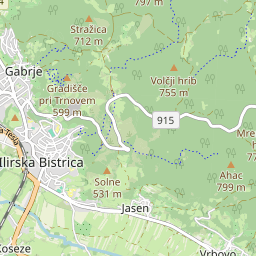 797 m
Stražica
712 m
Gabrje
Gradišče
pri Trnovem
599 m
Volčji hrib
755 m
915
Ilirska Bistrica
Solne
531 m
Ahac
799 m
Jasen
Vrbovo
Koseze